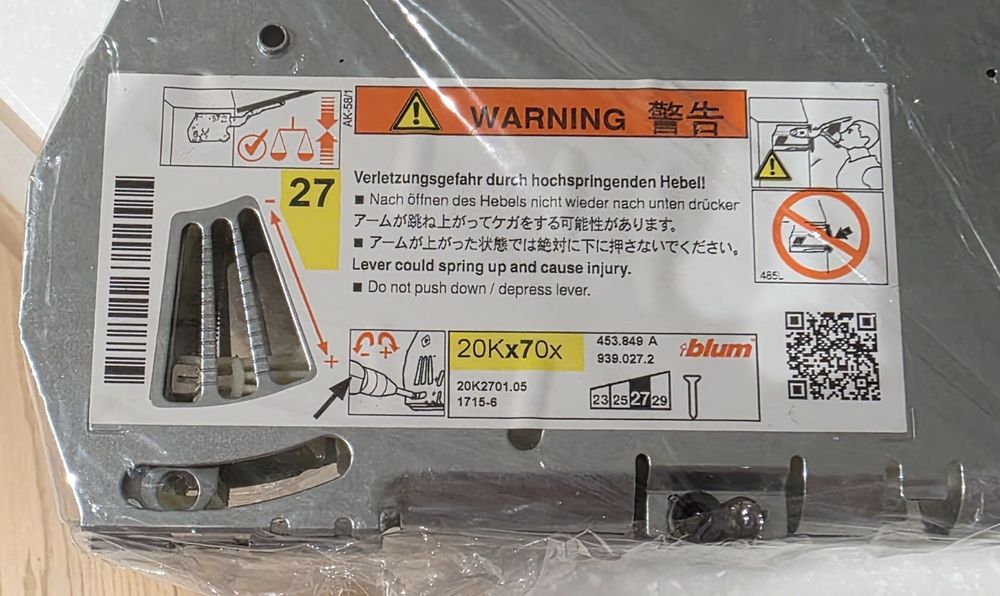 AK-58/1
WARNING 警告
27
-
+
Verletzungsgefahr durch hochspringenden Hebel!
■ Nach öffnen des Hebels nicht wieder nach unten drücker
アームが跳ね上がってケガをする可能性があります。
■ アームが上がった状態では絶対に下に押さないでください。
Lever could spring up and cause injury.
■ Do not push down / depress lever.
485L
- +
20Kx70x
453.849 A
939.027.2
blum
20K2701.05
1715-6
23 25 27 29